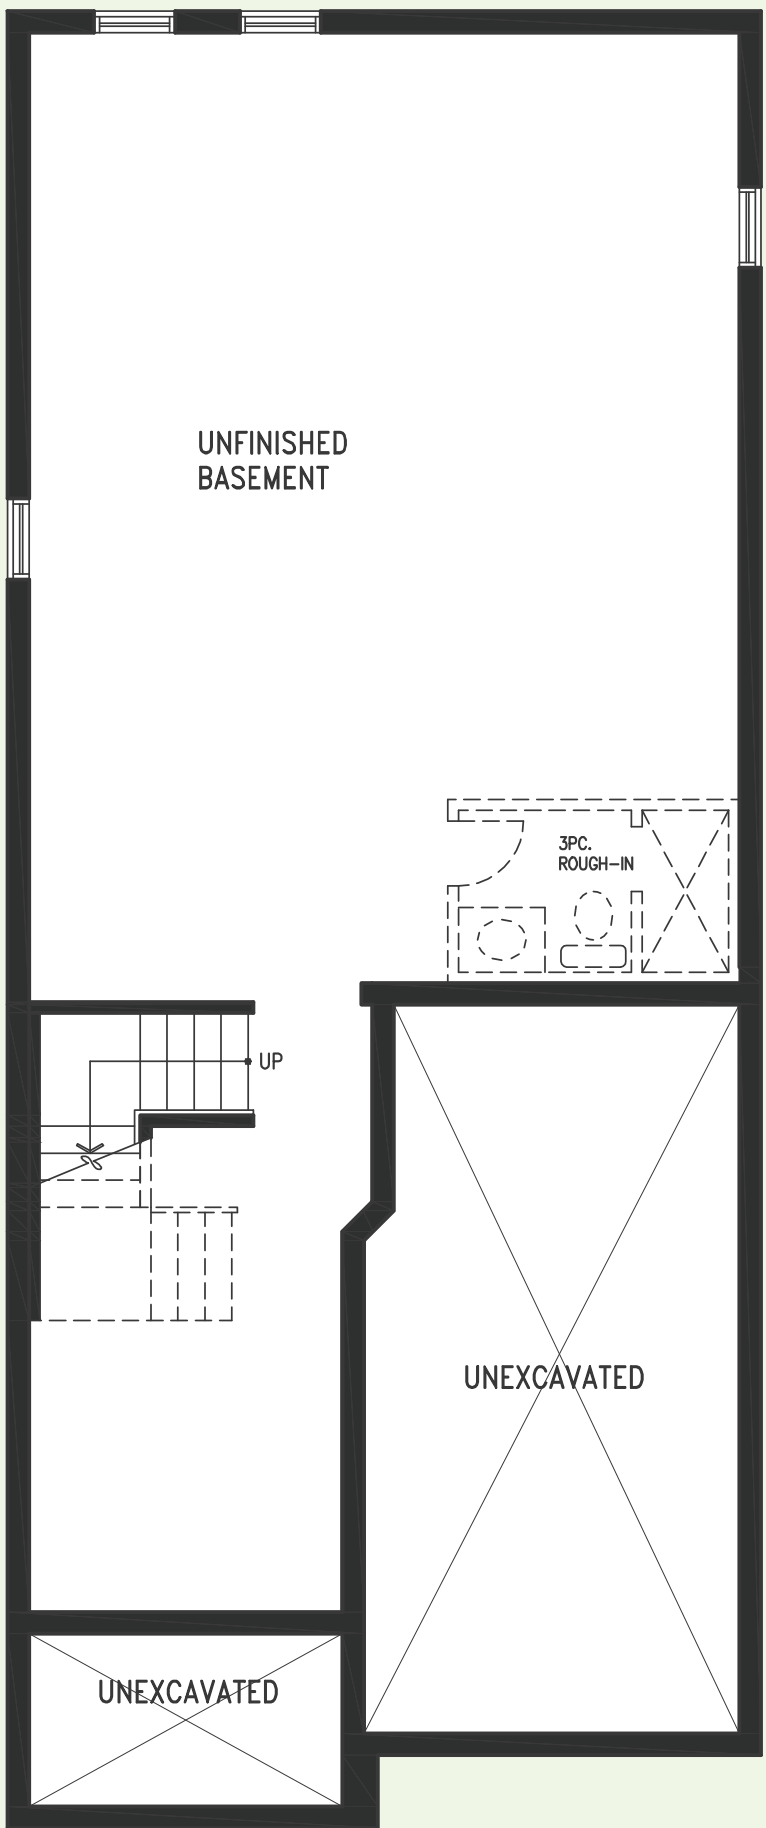 UNFINISHED
BASEMENT
3PC.
ROUGH-IN
UP
UNEXCAVATED
UNEXCAVATED